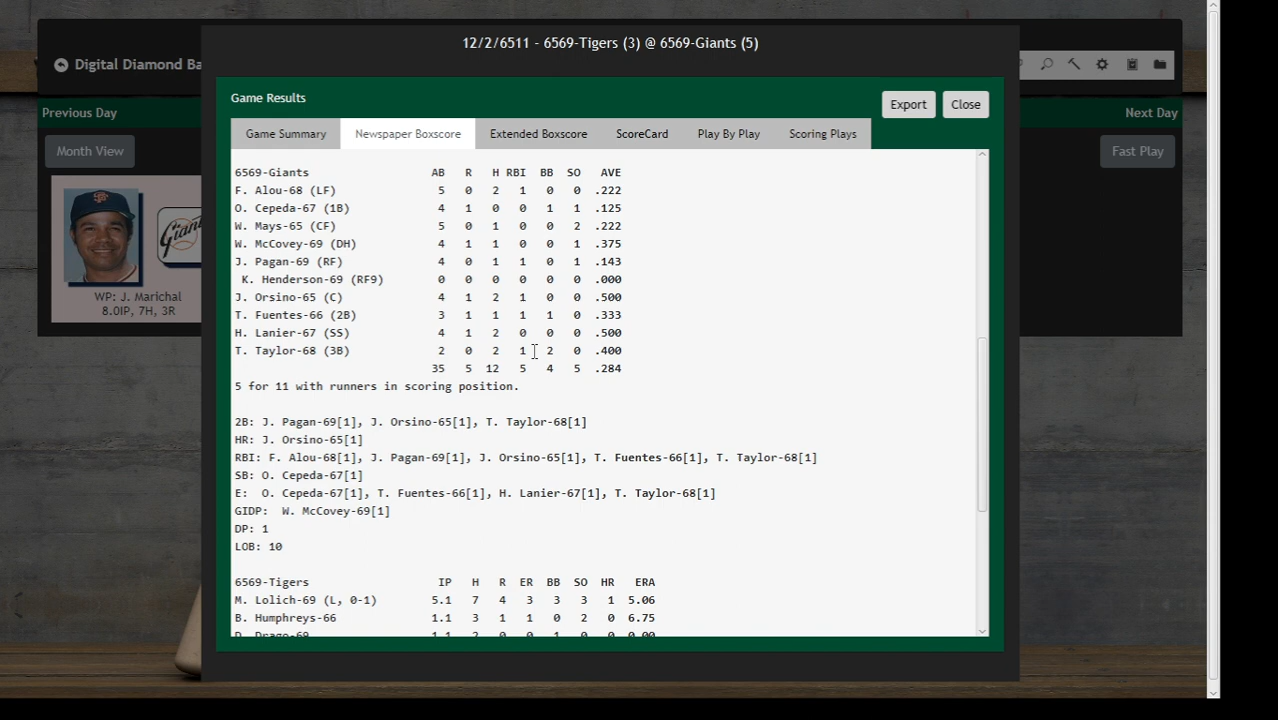 12/2/6511 - 6569-Tigers (3) @ 6569-Giants (5)
Digital Diamond Ba
Game Results
Export
Close
Previous Day
Next Day
Game Summary
Newspaper Boxscore
Extended Boxscore
ScoreCard
Play By Play
Scoring Plays
Month View
Fast Play
Giants
WP: J. Marichal
8.0IP, 7H, 3R
6569-Giants AB R H RBI BB SO AVE
F. Alou-68 (LF) 5 0 2 1 0 0 .222
O. Cepeda-67 (1B) 4 1 0 0 1 1 .125
W. Mays-65 (CF) 5 0 1 0 0 2 .222
W. McCovey-69 (DH) 4 1 1 0 0 1 .375
J. Pagan-69 (RF) 4 0 1 1 0 1 .143
K. Henderson-69 (RF9) 0 0 0 0 0 0 .000
J. Orsino-65 (C) 4 1 2 1 0 0 .500
T. Fuentes-66 (2B) 3 1 1 1 1 0 .333
H. Lanier-67 (SS) 4 1 2 0 0 0 .500
T. Taylor-68 (3B) 2 0 2 1 2 0 .400
35 5 12 5 4 5 .284
5 for 11 with runners in scoring position.
2B: J. Pagan-69[1], J. Orsino-65[1], T. Taylor-68[1]
HR: J. Orsino-65[1]
RBI: F. Alou-68[1], J. Pagan-69[1], J. Orsino-65[1], T. Fuentes-66[1], T. Taylor-68[1]
SB: O. Cepeda-67[1]
E: O. Cepeda-67[1], T. Fuentes-66[1], H. Lanier-67[1], T. Taylor-68[1]
GIDP: W. McCovey-69[1]
DP: 1
LOB: 10
6569-Tigers IP H R ER BB SO HR ERA
M. Lolich-69 (L, 0-1) 5.1 7 4 3 3 3 1 5.06
B. Humphreys-66 1.1 3 1 1 0 2 0 6.75
D. Drago-69 1.1 2 0 0 1 0 0 0.00